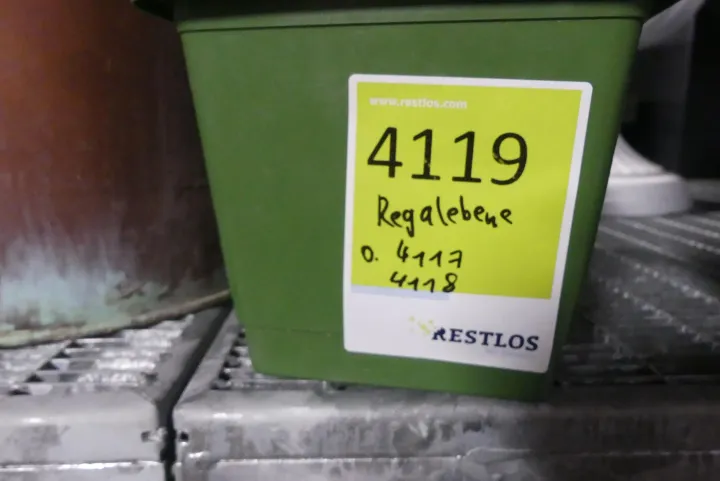 www.restlos.com
4119
Regalebene
o. 4117
4118
RESTLOS